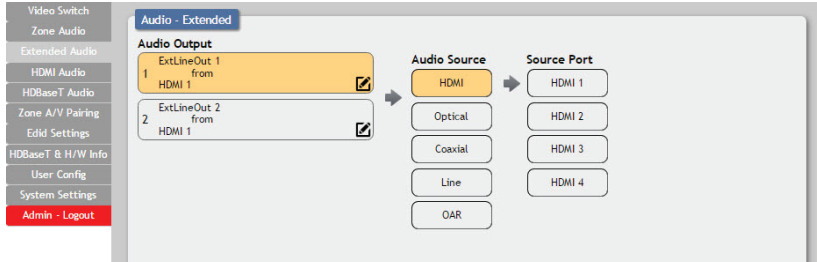 Video Switch
Zone Audio
Extended Audio
HDMI Audio
HDBaseT Audio
Zone A/V Pairing
Edid Settings
HDBaseT & H/W Info
User Config
System Settings
Admin - Logout
Audio - Extended
Audio Output
ExtLineOut 1
1 from
HDMI 1
ExtLineOut 2
2 from
HDMI 1
Audio Source
HDMI
Optical
Coaxial
Line
OAR
Source Port
HDMI 1
HDMI 2
HDMI 3
HDMI 4